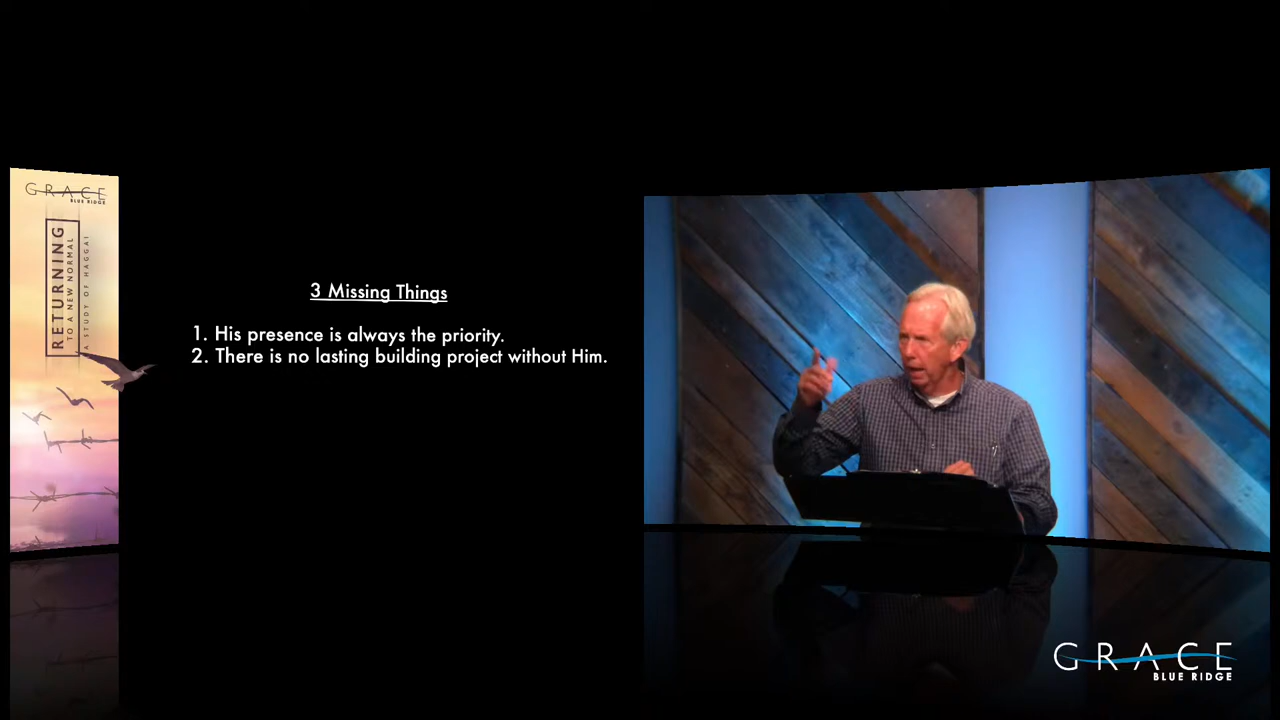 GRACE
BLUE RIDGE
RETURNING
TO A NEW NORMAL
A STUDY OF HAGGAI
3 Missing Things
1. His presence is always the priority.
2. There is no lasting building project without Him.
GRACE
BLUE RIDGE